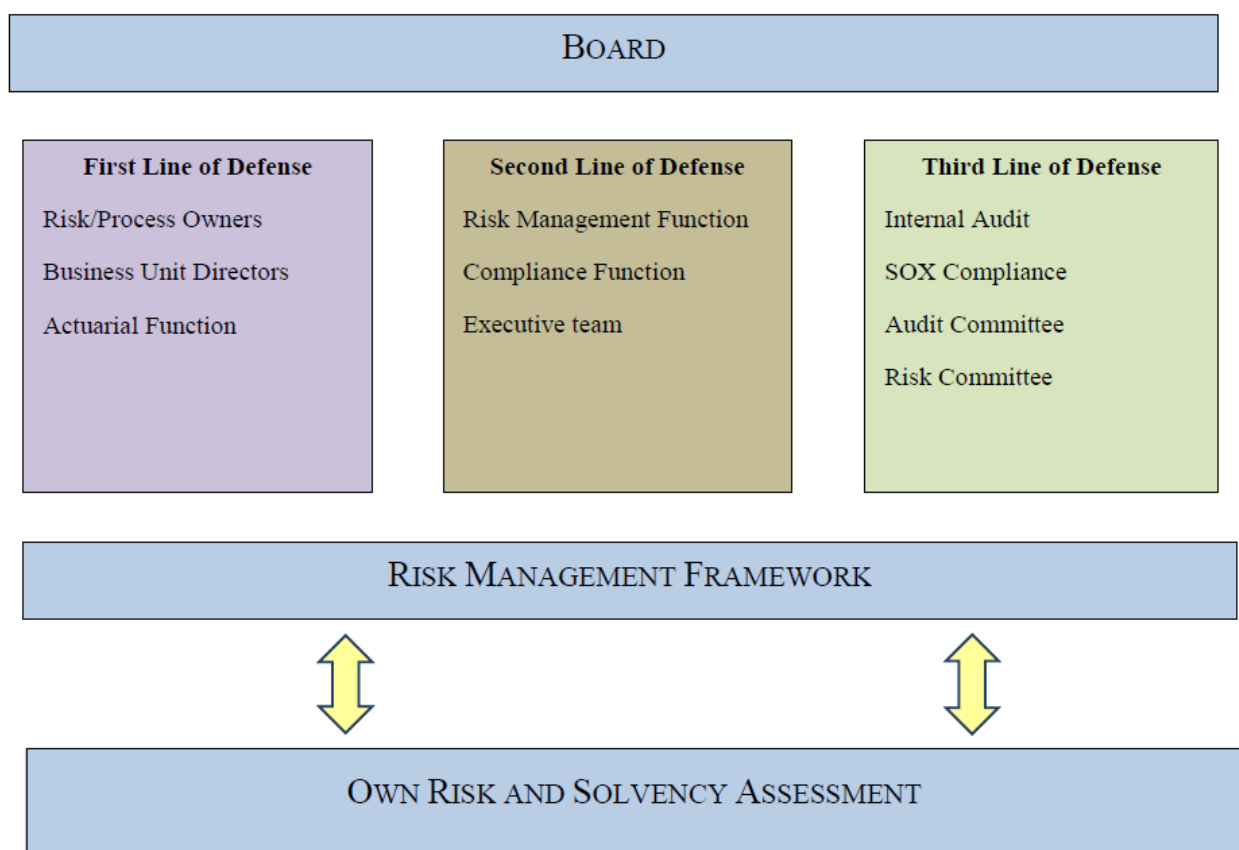 BOARD
First Line of Defense
Risk/Process Owners
Business Unit Directors
Actuarial Function
Second Line of Defense
Risk Management Function
Compliance Function
Executive team
Third Line of Defense
Internal Audit
SOX Compliance
Audit Committee
Risk Committee
RISK MANAGEMENT FRAMEWORK
OWN RISK AND SOLVENCY ASSESSMENT